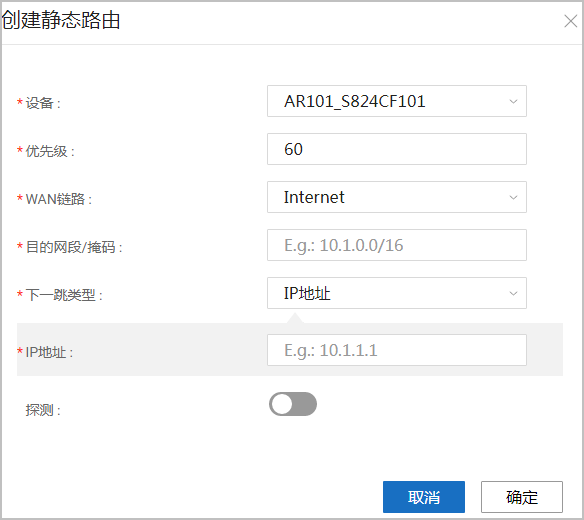 创建静态路由
* 设备 : AR101_S824CF101
* 优先级 : 60
* WAN链路 : Internet
* 目的网段/掩码 : E.g.: 10.1.0.0/16
* 下一跳类型 : IP地址
* IP地址 : E.g.: 10.1.1.1
探测 :
取消 确定